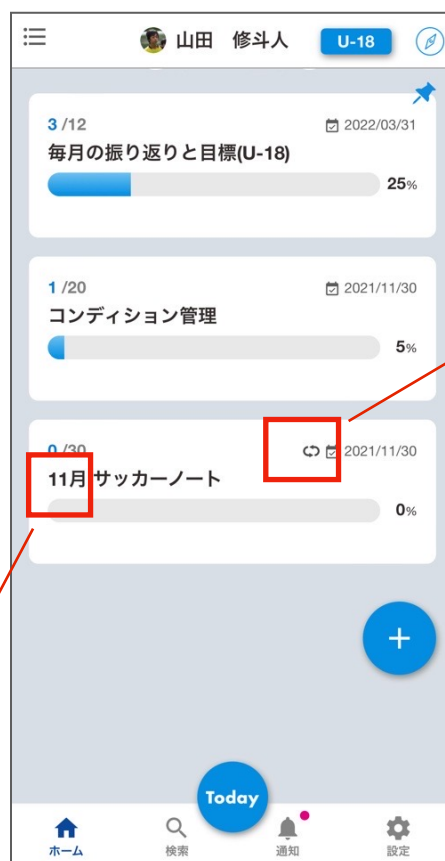 山田 修斗人
U-18
3 /12
2022/03/31
毎月の振り返りと目標(U-18)
25%
1 /20
2021/11/30
コンディション管理
5%
0 /30
2021/11/30
11月 サッカーノート
0%
+
Today
ホーム
検索
通知
設定